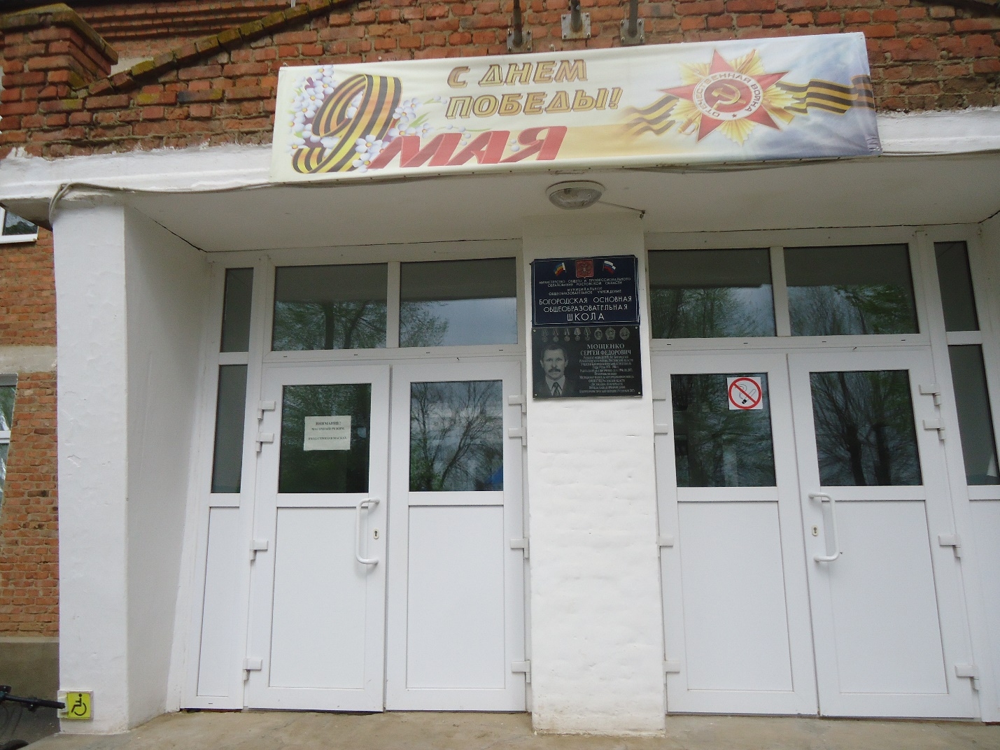 С ДНЕМ
ПОБЕДЫ!
9 МАЯ
ОТЕЧЕСТВЕННАЯ ВОЙНА
МИНИСТЕРСТВО ОБЩЕГО И ПРОФЕССИОНАЛЬНОГО
ОБРАЗОВАНИЯ РОСТОВСКОЙ ОБЛАСТИ
МУНИЦИПАЛЬНОЕ
ОБЩЕОБРАЗОВАТЕЛЬНОЕ УЧРЕЖДЕНИЕ
БОГОРОДСКАЯ ОСНОВНАЯ
ОБЩЕОБРАЗОВАТЕЛЬНАЯ
ШКОЛА
МОЩЕНКО
СЕРГЕЙ ФЕДОРОВИЧ
ВНИМАНИЕ!
МАСОЧНЫЙ РЕЖИМ!
ВХОД СТРОГО В МАСКАХ.